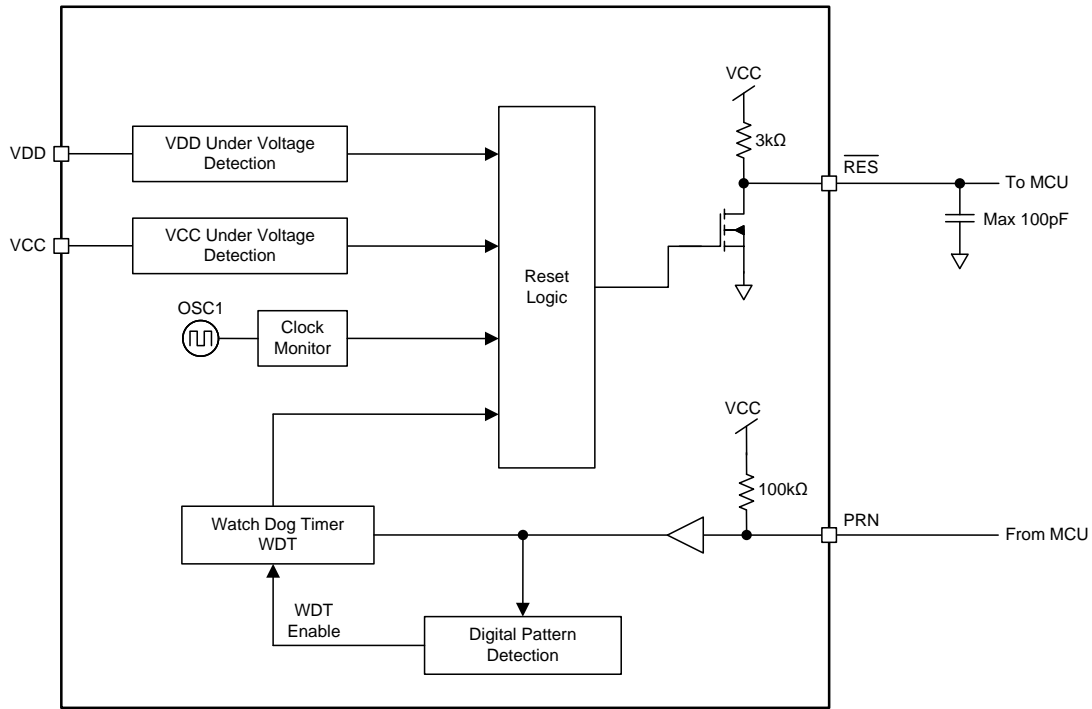 VCC
VDD
VDD Under Voltage
Detection
3kΩ
RES
To MCU
VCC
VCC Under Voltage
Detection
Max 100pF
Reset
Logic
OSC1
Clock
Monitor
VCC
100kΩ
Watch Dog Timer
WDT
PRN
From MCU
WDT
Enable
Digital Pattern
Detection